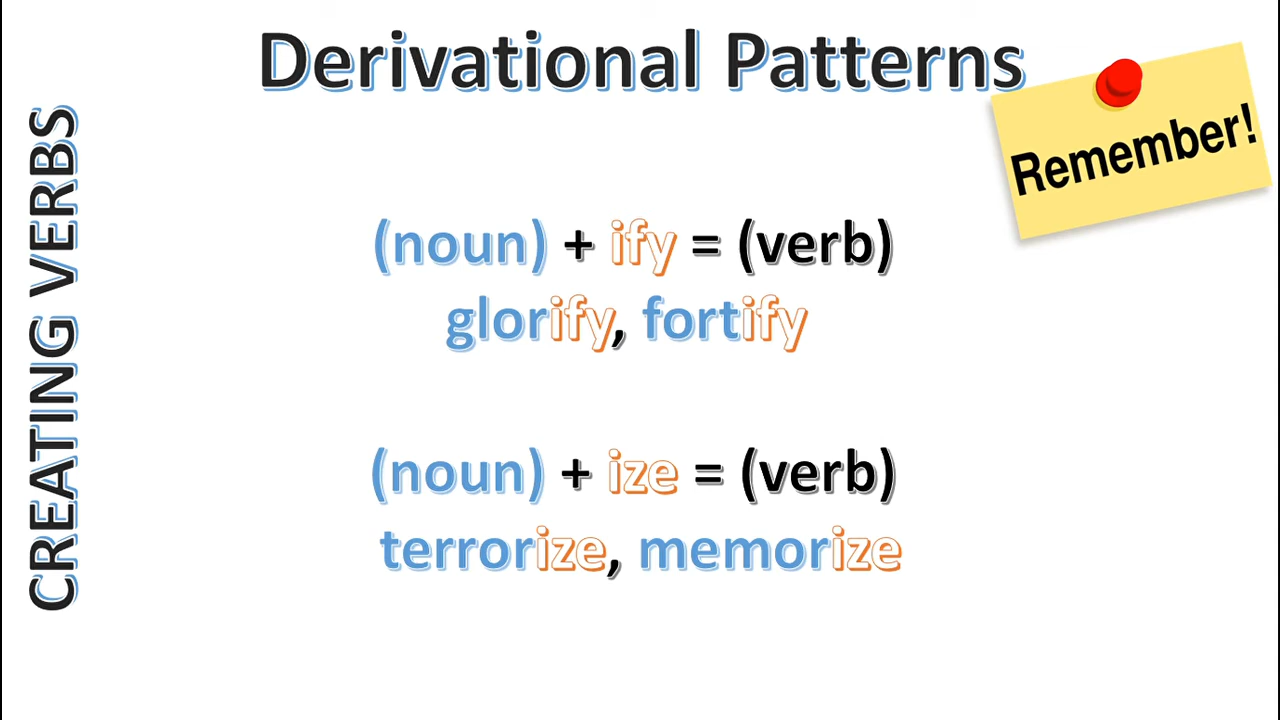 Derivational Patterns
Remember!
CREATING VERBS
(noun) + ify = (verb)
glorify, fortify
(noun) + ize = (verb)
terrorize, memorize